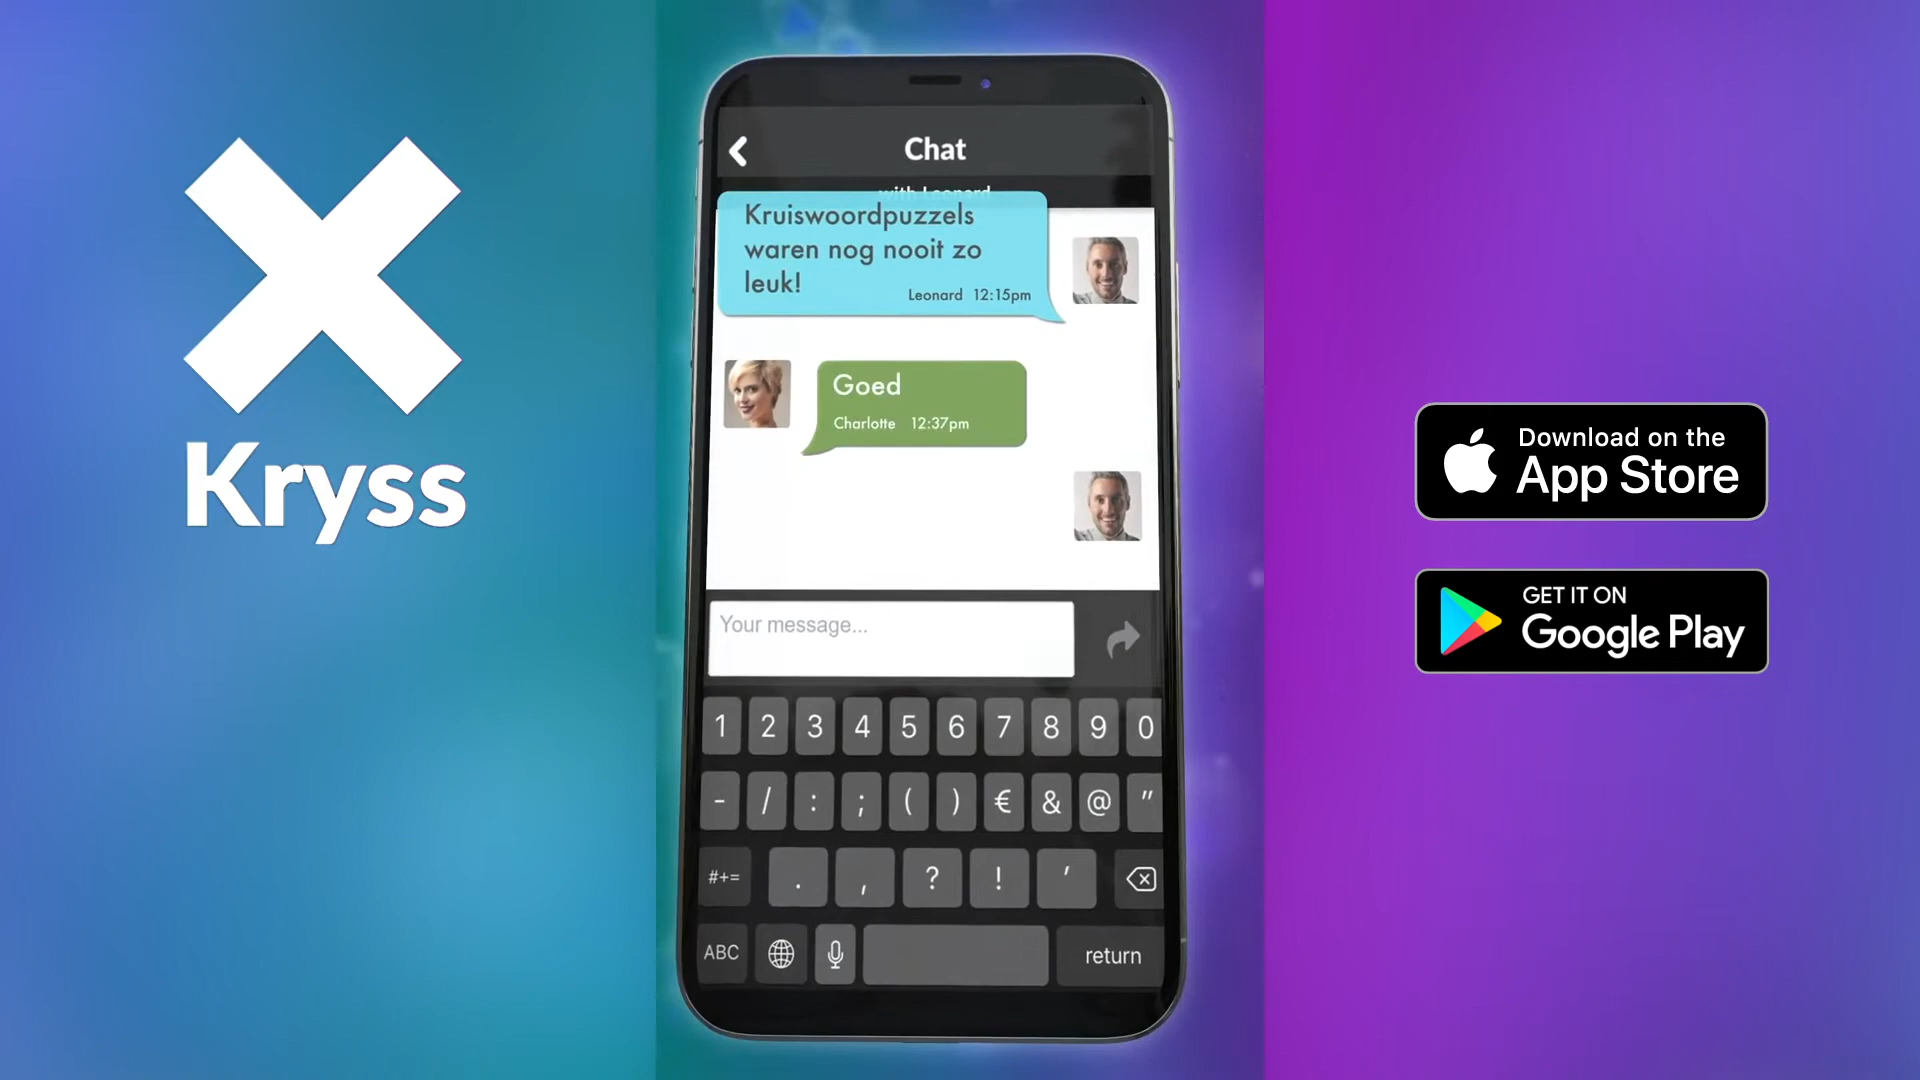 Kryss
Chat
with Leonard
Kruiswoordpuzzels
waren nog nooit zo
leuk!
Leonard 12:15pm
Goed
Charlotte 12:37pm
Your message...
1 2 3 4 5 6 7 8 9 0
- / : ; ( ) € & @ "
#+= . , ? ! '
ABC return
Download on the
App Store
GET IT ON
Google Play